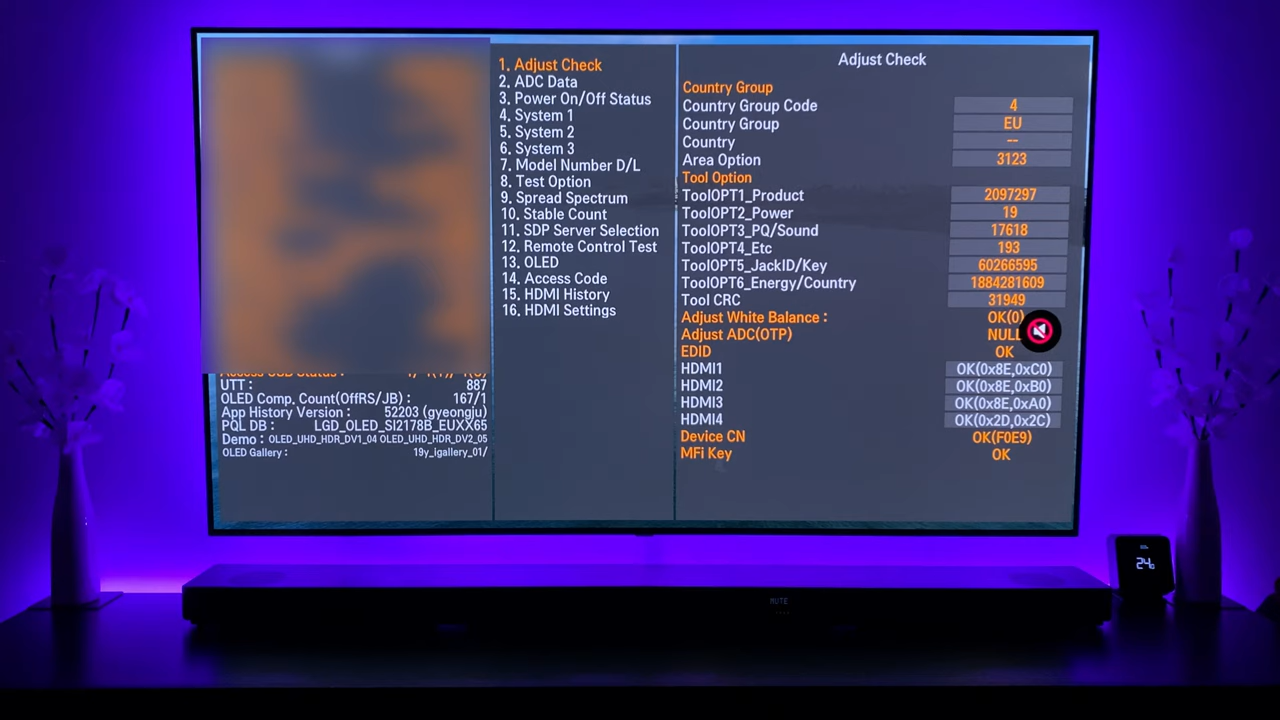 UTT : 887
OLED Comp. Count(OffRS/JB) : 167/1
App History Version : 52203 (gyeongju)
PQL DB : LGD_OLED_SI2178B_EUXX65
Demo : OLED_UHD_HDR_DV1_04 OLED_UHD_HDR_DV2_05
OLED Gallery : 19y_igallery_01/
1. Adjust Check
2. ADC Data
3. Power On/Off Status
4. System 1
5. System 2
6. System 3
7. Model Number D/L
8. Test Option
9. Spread Spectrum
10. Stable Count
11. SDP Server Selection
12. Remote Control Test
13. OLED
14. Access Code
15. HDMI History
16. HDMI Settings
Adjust Check
Country Group
Country Group Code 4
Country Group EU
Country --
Area Option 3123
Tool Option
ToolOPT1_Product 2097297
ToolOPT2_Power 19
ToolOPT3_PQ/Sound 17618
ToolOPT4_Etc 193
ToolOPT5_JackID/Key 60266595
ToolOPT6_Energy/Country 1884281609
Tool CRC 31949
Adjust White Balance : OK(0)
Adjust ADC(OTP) NULL
EDID OK
HDMI1 OK(0x8E,0xC0)
HDMI2 OK(0x8E,0xB0)
HDMI3 OK(0x8E,0xA0)
HDMI4 OK(0x2D,0x2C)
Device CN OK(F0E9)
MFi Key OK
MUTE